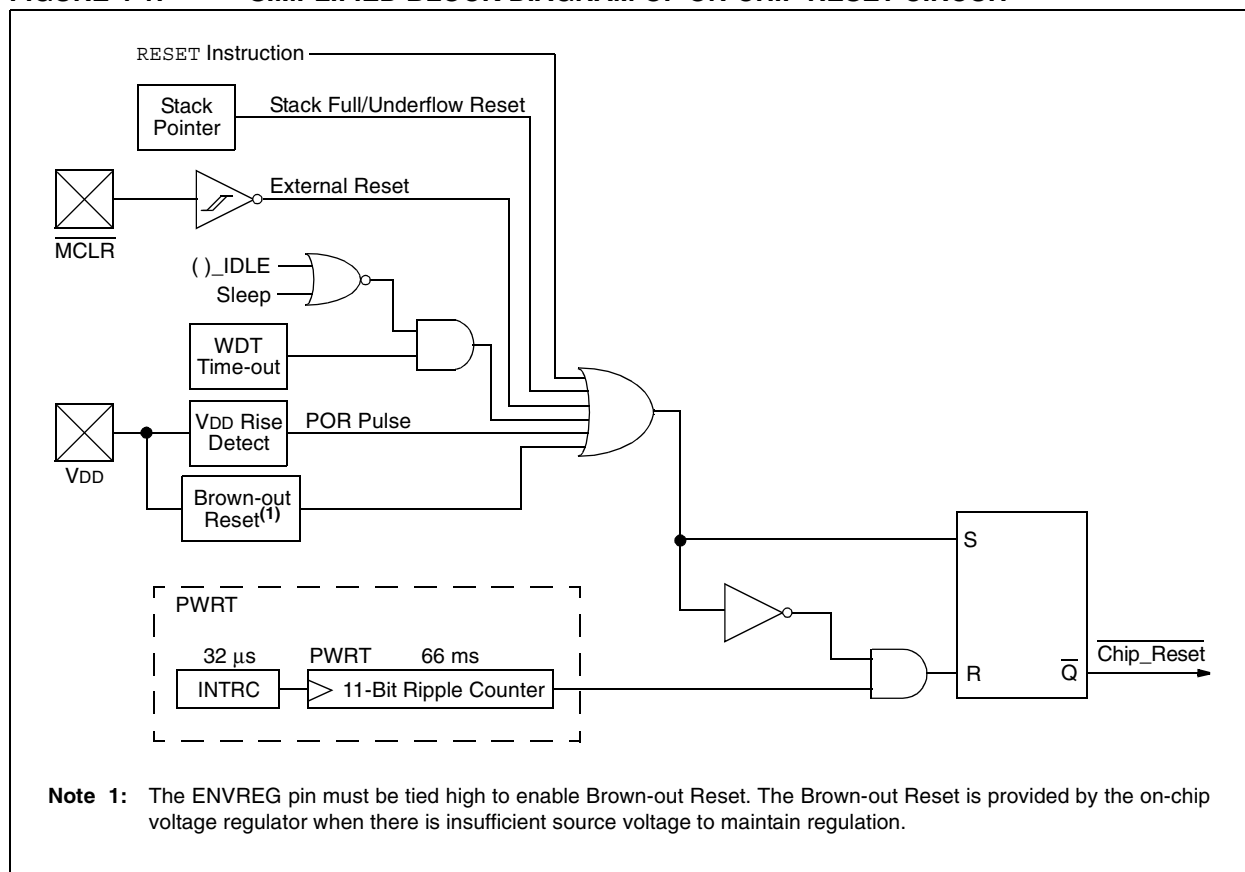 RESET Instruction
Stack
Pointer
Stack Full/Underflow Reset
External Reset
MCLR
( )_IDLE
Sleep
WDT
Time-out
VDD Rise
Detect
POR Pulse
VDD
Brown-out
Reset(1)
S
PWRT
32 μs
PWRT
66 ms
INTRC
11-Bit Ripple Counter
R
Q
Chip_Reset
Note 1: The ENVREG pin must be tied high to enable Brown-out Reset. The Brown-out Reset is provided by the on-chip
voltage regulator when there is insufficient source voltage to maintain regulation.